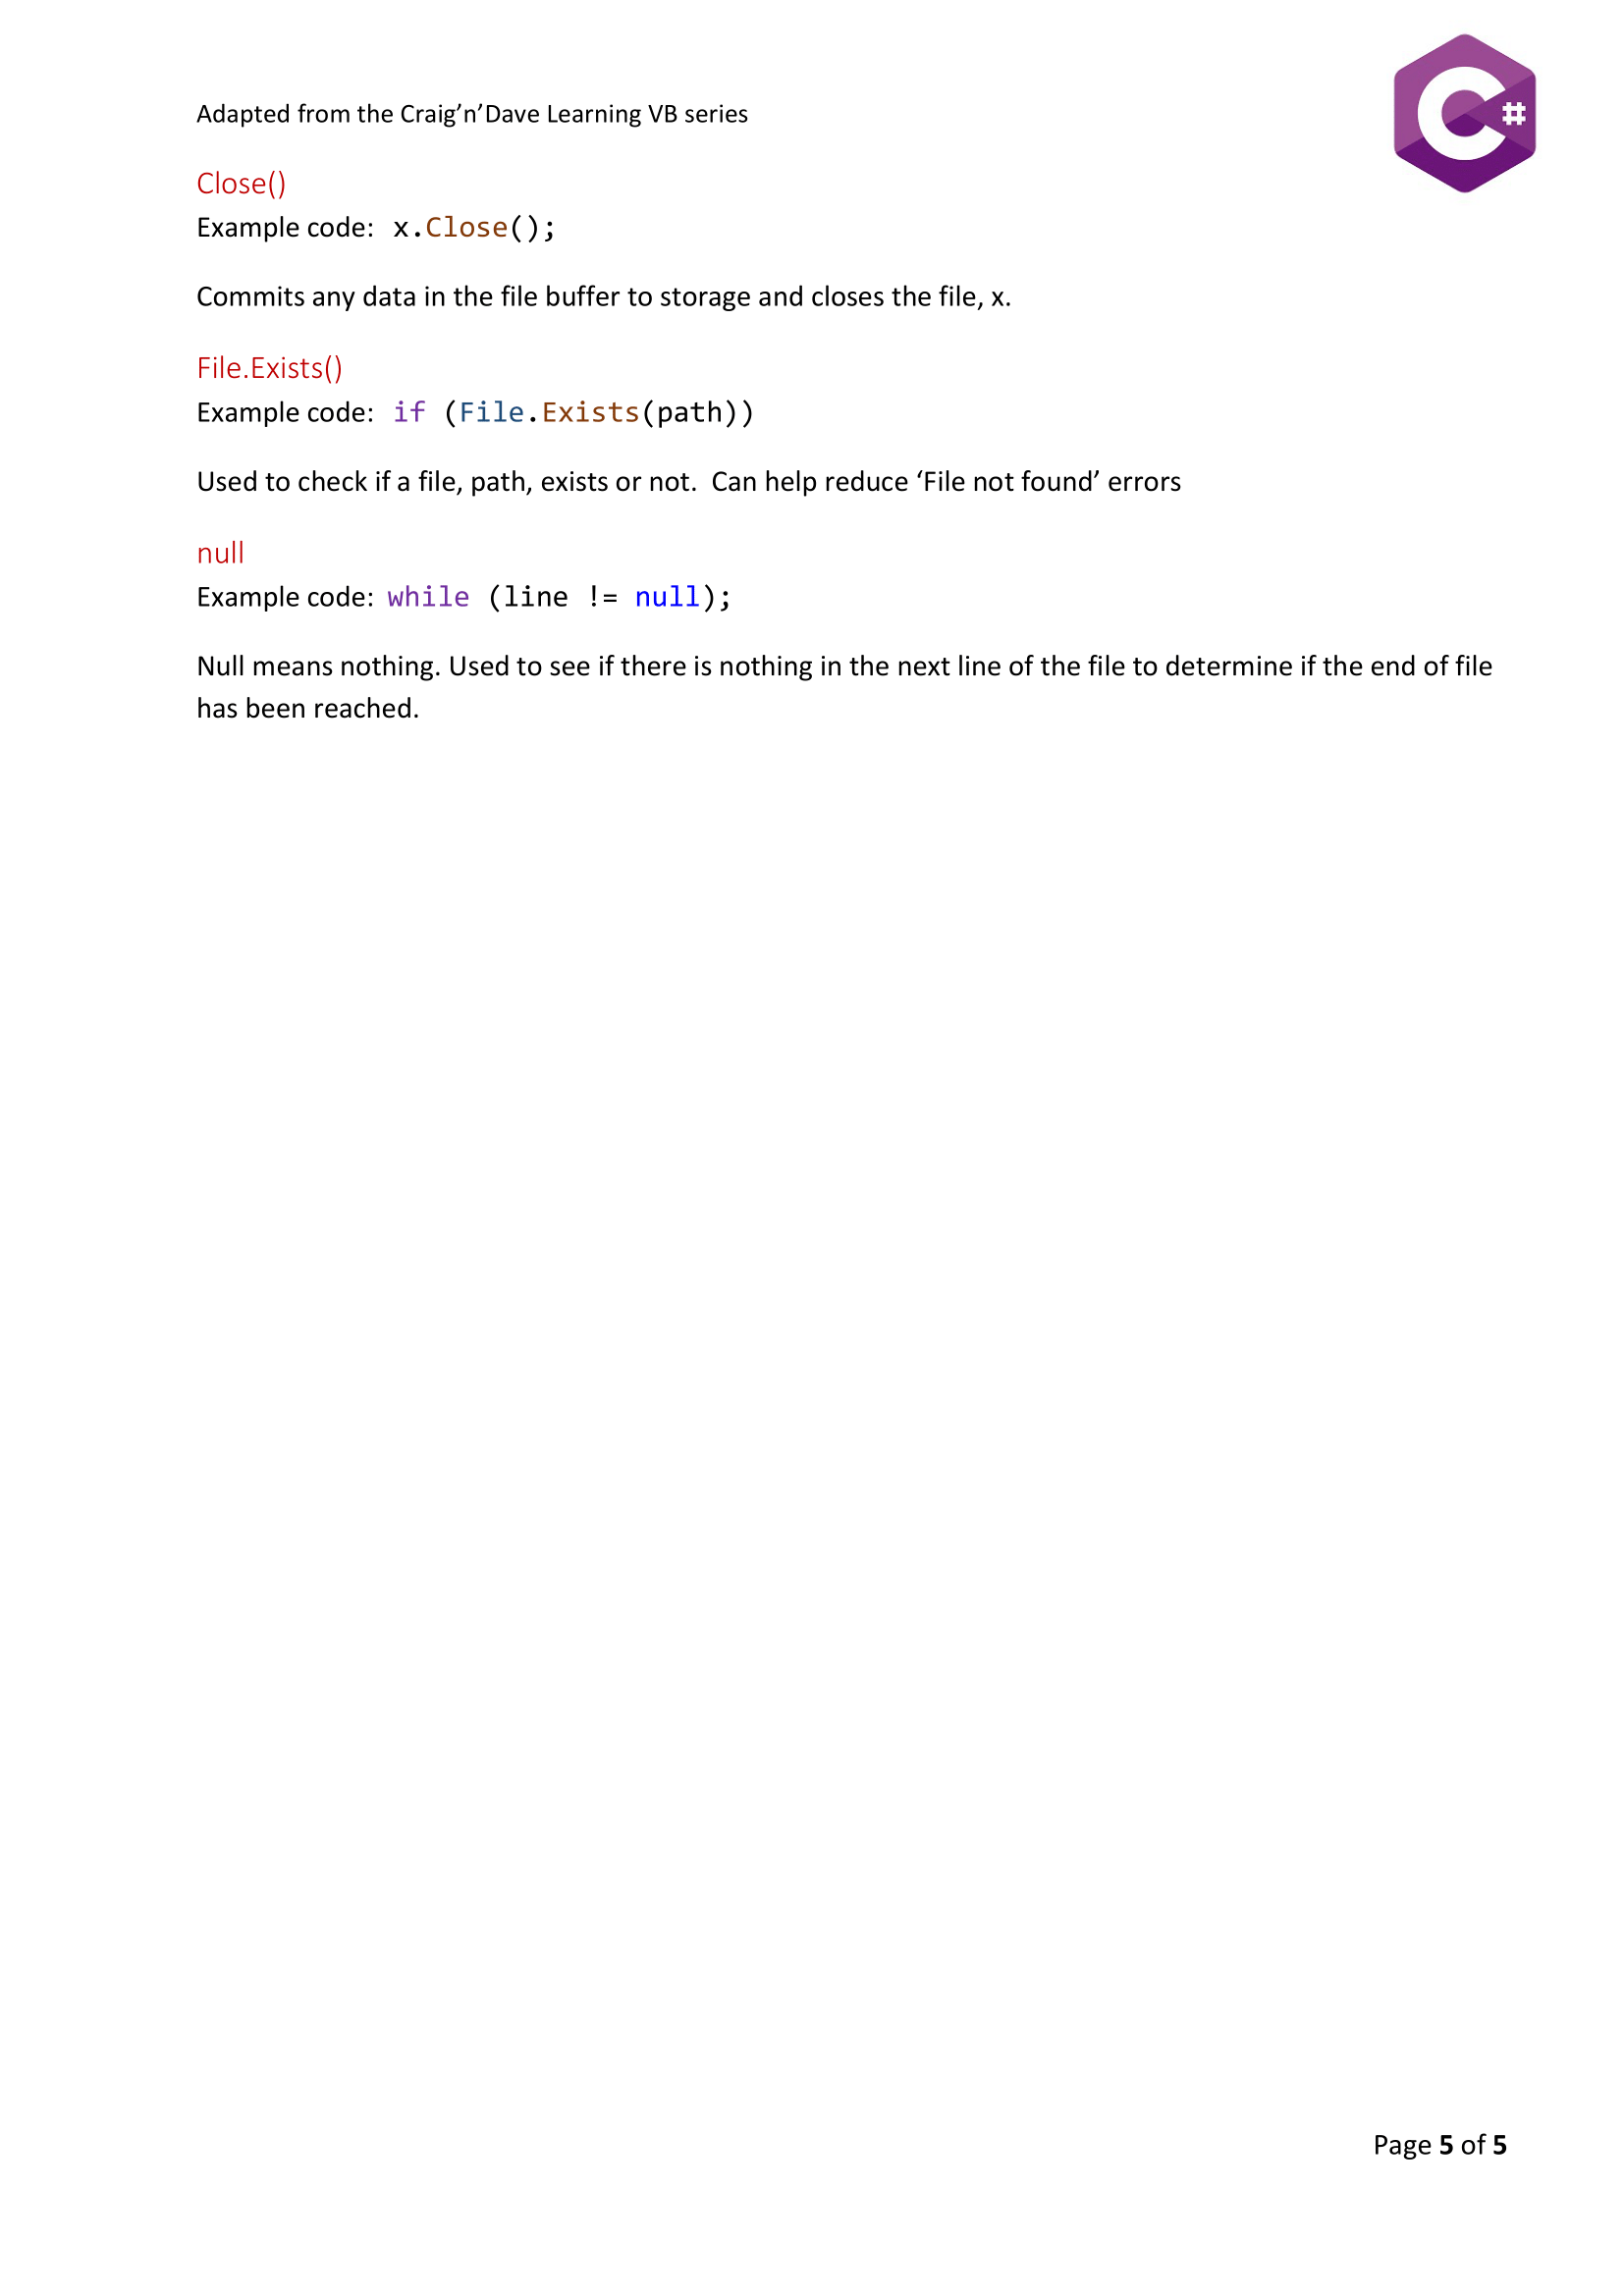 Adapted from the Craig’n’Dave Learning VB series
C#
Close()
Example code: x.Close();
Commits any data in the file buffer to storage and closes the file, x.
File.Exists()
Example code: if (File.Exists(path))
Used to check if a file, path, exists or not.  Can help reduce ‘File not found’ errors
null
Example code: while (line != null);
Null means nothing. Used to see if there is nothing in the next line of the file to determine if the end of file
has been reached.
Page 5 of 5